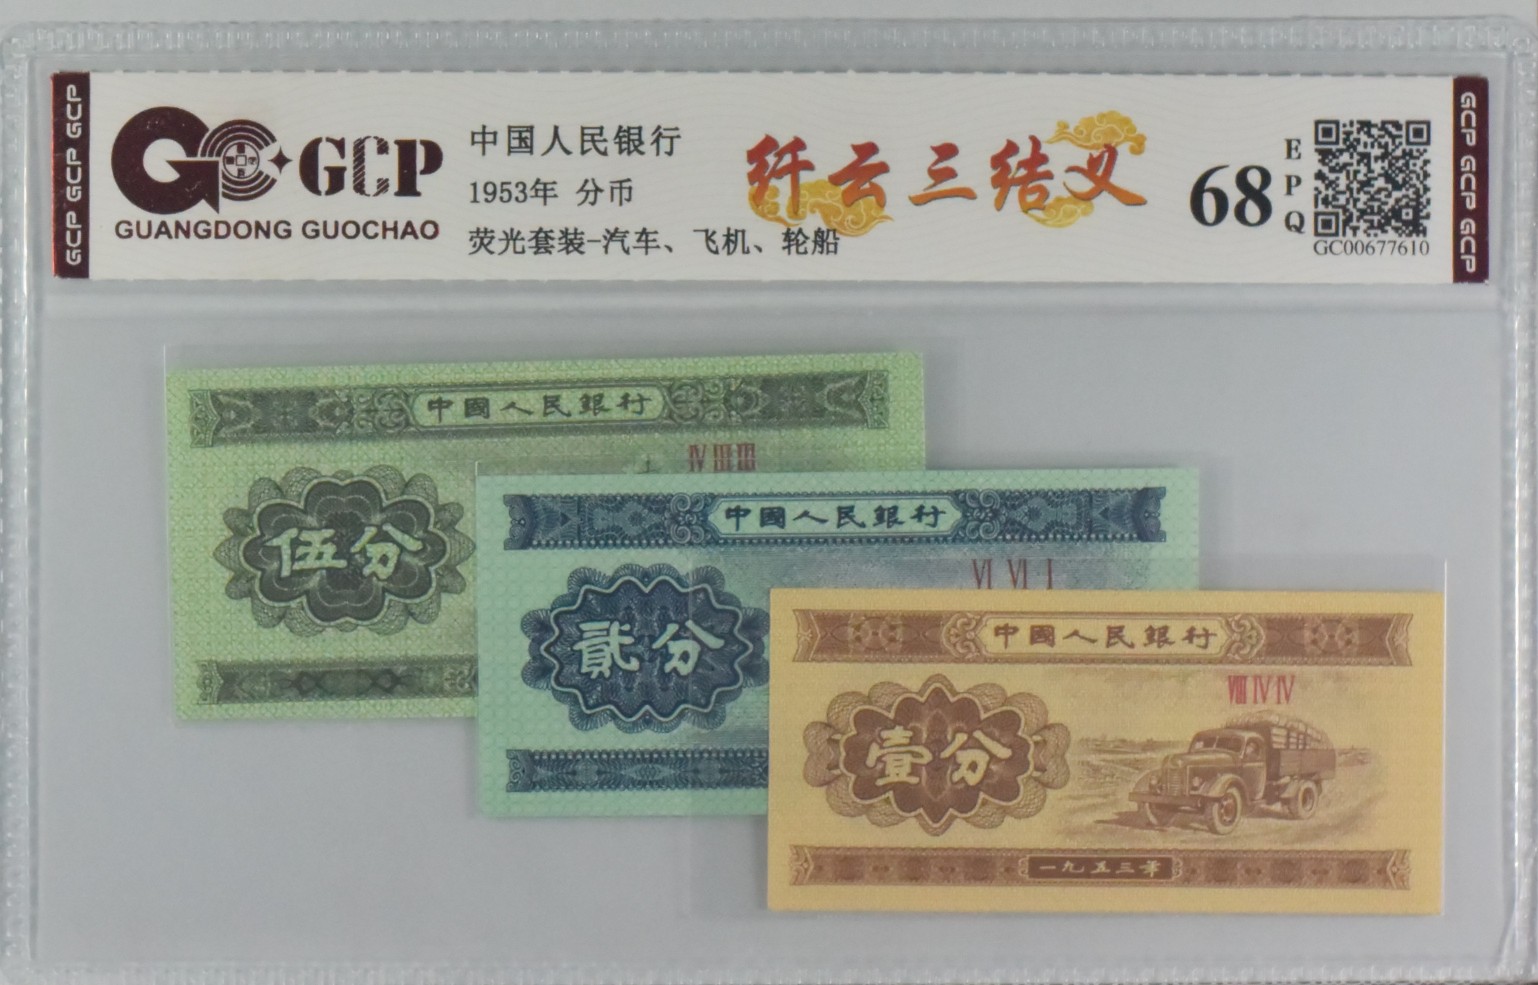 GCP GCP GCP
GCP
GUANGDONG GUOCHAO
中国人民银行
1953年 分币
荧光套装-汽车、飞机、轮船
纤云三结义
68
EPQ
GC00677610
GCP GCP GCP
中國人民銀行
Ⅳ Ⅲ Ⅲ
伍分
中國人民銀行
Ⅵ Ⅵ Ⅰ
貳分
中國人民銀行
Ⅷ Ⅳ Ⅳ
壹分
一九五三年